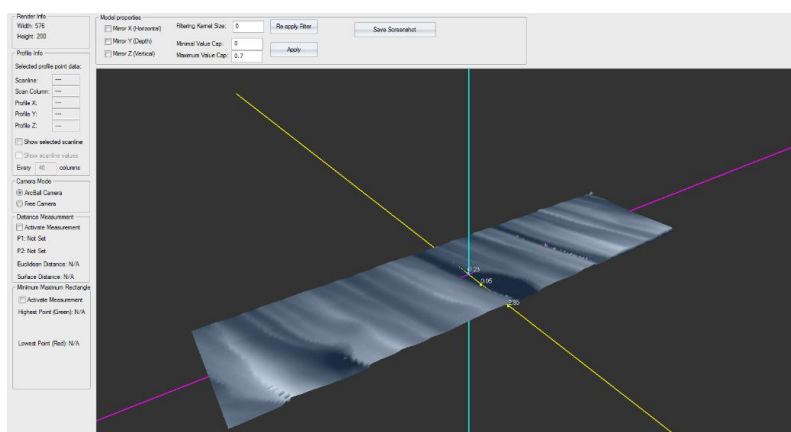 Render Info
Width: 576
Height: 200
Profile Info
Selected profile point data:
Scanline: ---
Scan Column: ---
Profile X: ---
Profile Y: ---
Profile Z: ---
Show selected scanline
Show scanline values
Every 40 columns
Camera Mode
ArcBall Camera
Free Camera
Distance Measurement
Activate Measurement
P1: Not Set
P2: Not Set
Euclidean Distance: N/A
Surface Distance: N/A
Minimum Maximum Rectangle
Activate Measurement
Highest Point (Green): N/A
Lowest Point (Red): N/A
Model properties
Mirror X (Horizontal)
Mirror Y (Depth)
Mirror Z (Vertical)
Filtering Kernel Size: 0
Re-apply Filter
Minimal Value Cap: 0
Maximum Value Cap: 0.7
Apply
Save Screenshot
0.95